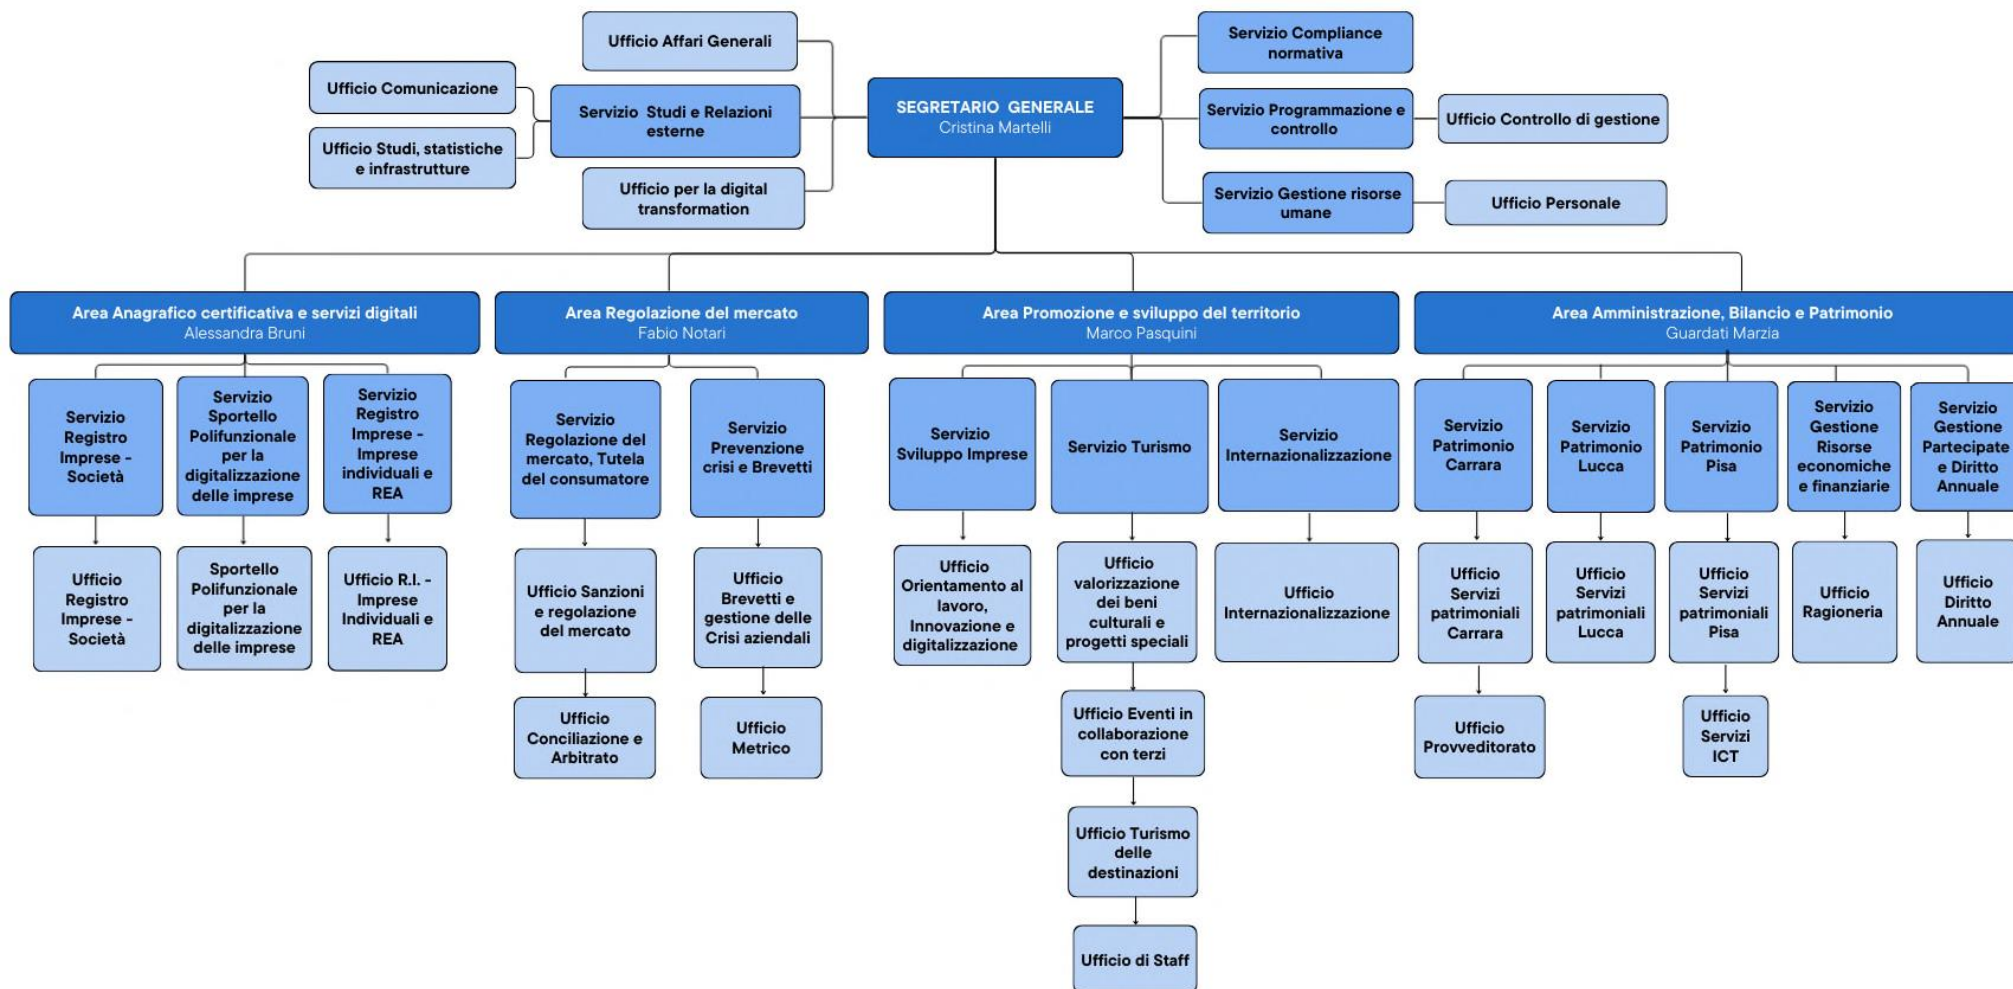 Ufficio Affari Generali
Ufficio Comunicazione
Servizio Studi e Relazioni
esterne
Ufficio Studi, statistiche
e infrastrutture
Ufficio per la digital
transformation
SEGRETARIO GENERALE
Cristina Martelli
Servizio Compliance
normativa
Servizio Programmazione e
controllo
Ufficio Controllo di gestione
Servizio Gestione risorse
umane
Ufficio Personale
Area Anagrafico certificativa e servizi digitali
Alessandra Bruni
Area Regolazione del mercato
Fabio Notari
Area Promozione e sviluppo del territorio
Marco Pasquini
Area Amministrazione, Bilancio e Patrimonio
Guardati Marzia
Servizio
Registro
Imprese -
Società
Servizio
Sportello
Polifunzionale
per la
digitalizzazione
delle imprese
Servizio
Registro
Imprese -
Imprese
individuali e
REA
Servizio
Regolazione del
mercato, Tutela
del consumatore
Servizio
Prevenzione
crisi e Brevetti
Servizio
Sviluppo Imprese
Servizio Turismo
Servizio
Internazionalizzazione
Servizio
Patrimonio
Carrara
Servizio
Patrimonio
Lucca
Servizio
Patrimonio
Pisa
Servizio
Gestione
Risorse
economiche
e finanziarie
Servizio
Gestione
Partecipate
e Diritto
Annuale
Ufficio
Registro
Imprese -
Società
Sportello
Polifunzionale
per la
digitalizzazione
delle imprese
Ufficio R.I. -
Imprese
Individuali e
REA
Ufficio Sanzioni
e regolazione
del mercato
Ufficio
Brevetti e
gestione delle
Crisi aziendali
Ufficio
Orientamento al
lavoro,
Innovazione e
digitalizzazione
Ufficio
valorizzazione
dei beni
culturali e
progetti speciali
Ufficio
Internazionalizzazione
Ufficio
Servizi
patrimoniali
Carrara
Ufficio
Servizi
patrimoniali
Lucca
Ufficio
Servizi
patrimoniali
Pisa
Ufficio
Ragioneria
Ufficio
Diritto
Annuale
Ufficio
Conciliazione e
Arbitrato
Ufficio
Metrico
Ufficio Eventi in
collaborazione
con terzi
Ufficio
Provveditorato
Ufficio
Servizi
ICT
Ufficio Turismo
delle
destinazioni
Ufficio di Staff